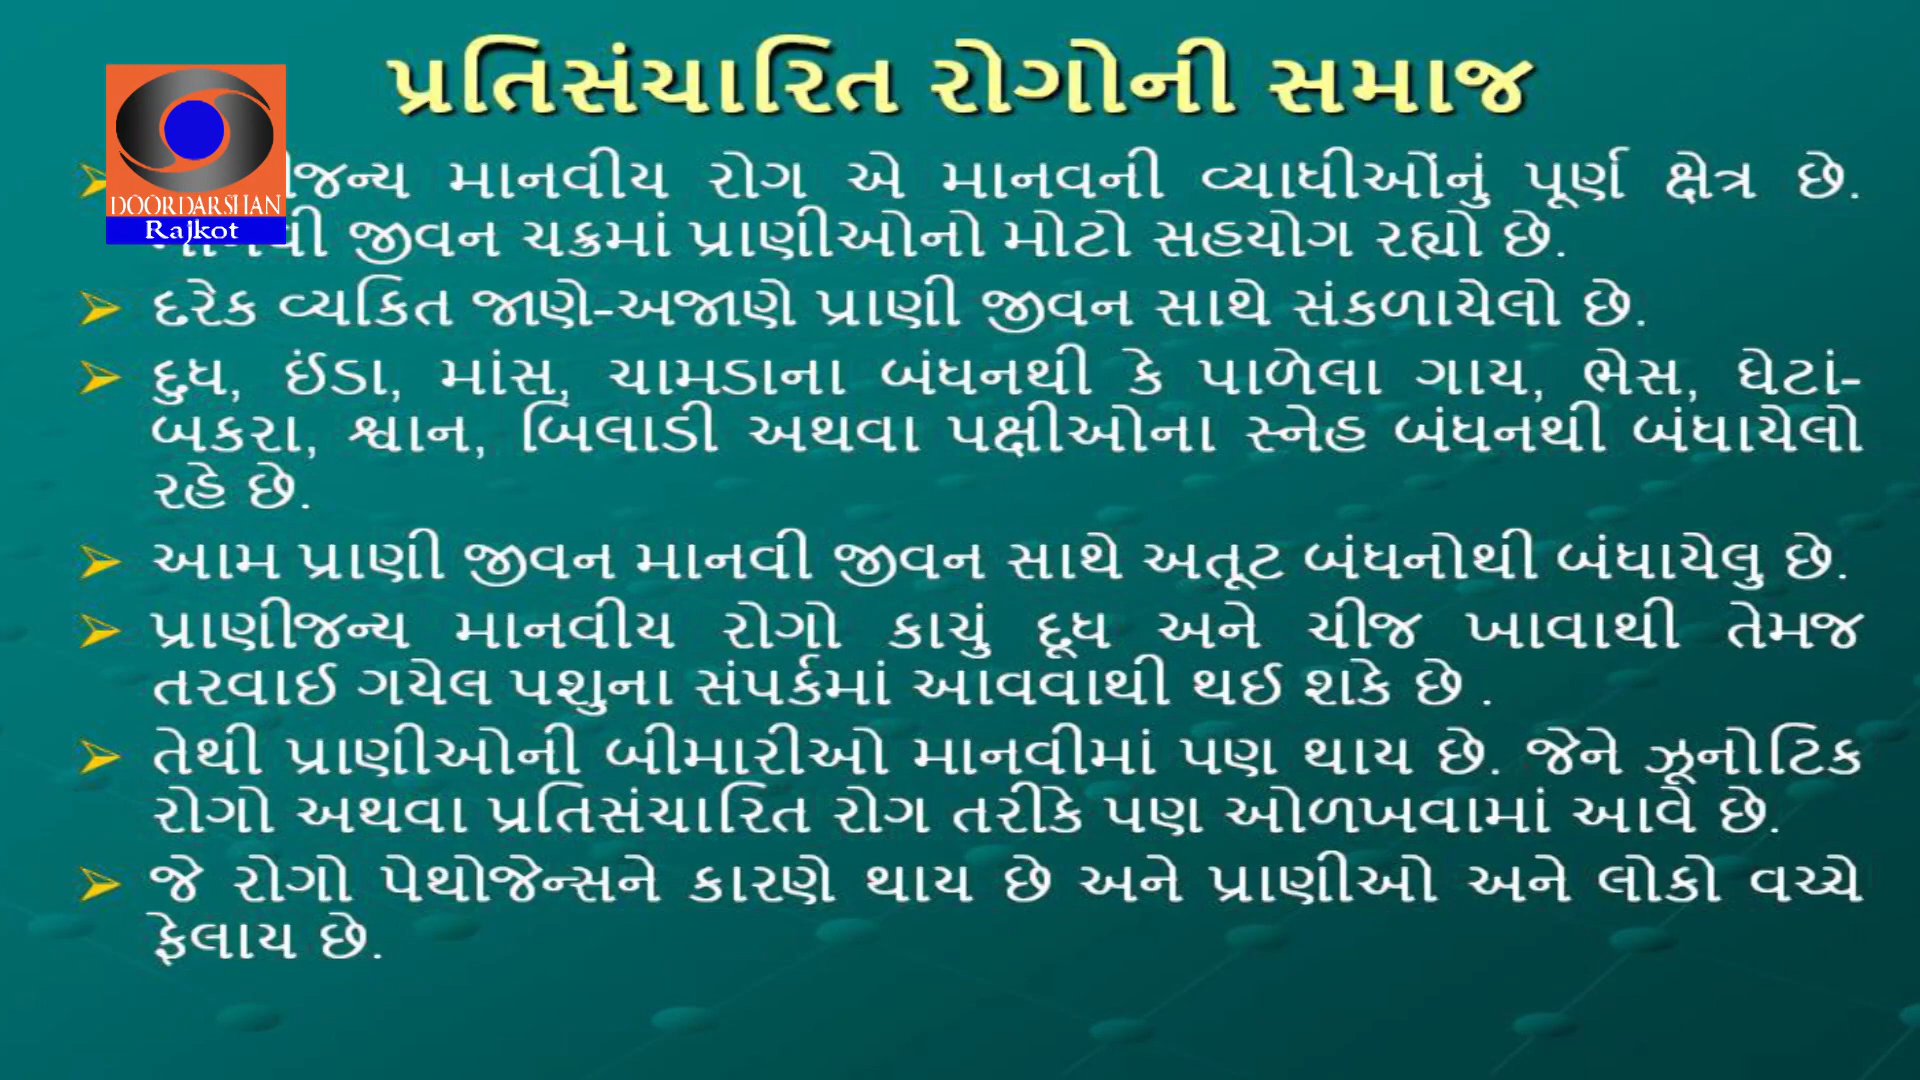 પ્રતિસંચારિત રોગોની સમાજ
માનવીય રોગ એ માનવની વ્યાધીઓંનું પૂર્ણ ક્ષેત્ર છે.
DOORDARSHAN
Rajkot
જીવન ચક્રમાં પ્રાણીઓનો મોટો સહયોગ રહ્યો છે.
દરેક વ્યકિત જાણે-અજાણે પ્રાણી જીવન સાથે સંકળાયેલો છે.
દુધ, ઈંડા, માંસ, ચામડાના બંધનથી કે પાળેલા ગાય, ભેસ, ઘેટાં-
બકરા, શ્વાન, બિલાડી અથવા પક્ષીઓના સ્નેહ બંધનથી બંધાયેલો
રહે છે.
આમ પ્રાણી જીવન માનવી જીવન સાથે અતૂટ બંધનોથી બંધાયેલુ છે.
પ્રાણીજન્ય માનવીય રોગો કાચું દૂધ અને ચીજ ખાવાથી તેમજ
તરવાઈ ગયેલ પશુના સંપર્કમાં આવવાથી થઈ શકે છે .
તેથી પ્રાણીઓની બીમારીઓ માનવીમાં પણ થાય છે. જેને ઝૂનોટિક
રોગો અથવા પ્રતિસંચારિત રોગ તરીકે પણ ઓળખવામાં આવે છે.
જે રોગો પેથોજેન્સને કારણે થાય છે અને પ્રાણીઓ અને લોકો વચ્ચે
ફેલાય છે.